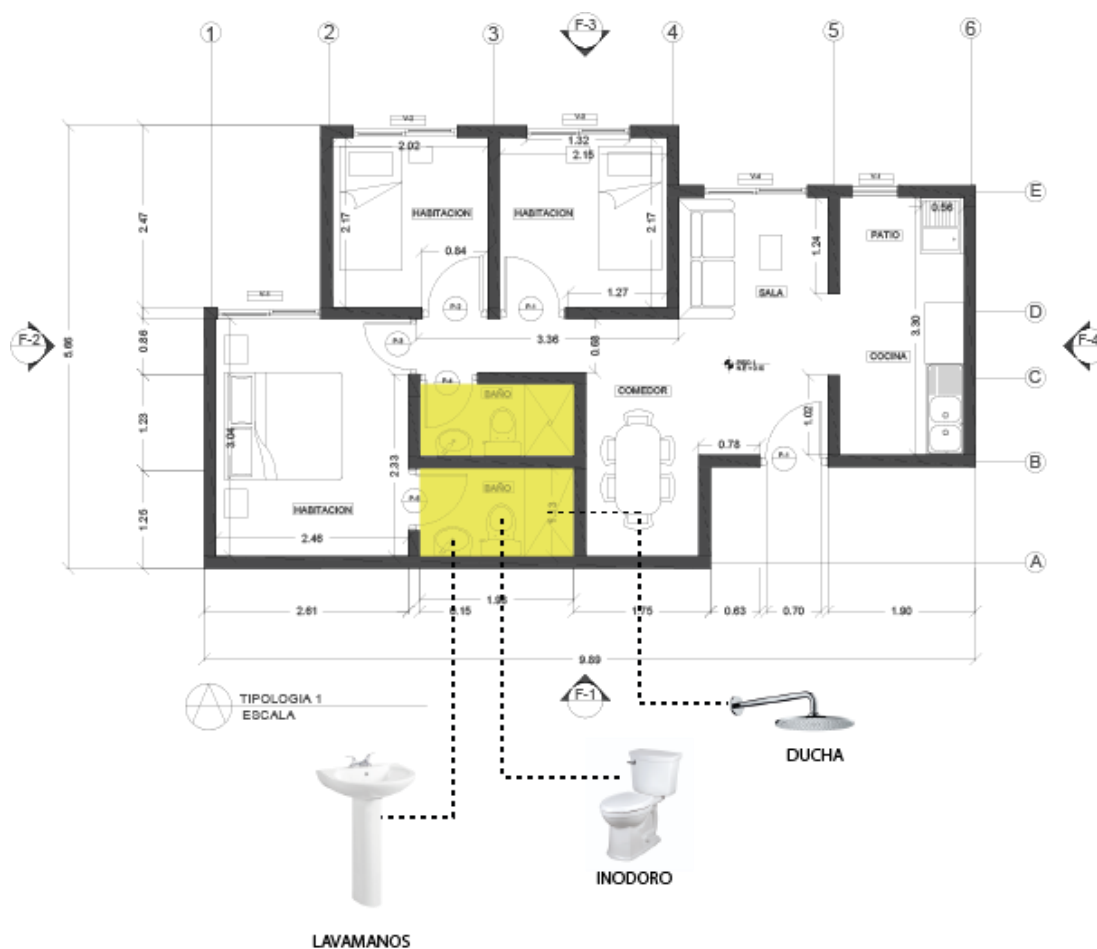 F-3
1
2
3
4
5
6
V-2
V-3
2.02
1.32
2.15
E
0.56
HABITACION
HABITACION
2.17
2.17
PATIO
1.24
2.47
0.84
SALA
1.27
P-1
D
F-2
5.66
0.86
3.36
0.68
3.30
F-4
COCINA
C
BAÑO
COMEDOR
1.02
1.23
3.04
2.33
0.78
P-1
B
BAÑO
HABITACION
1.25
2.46
A
2.61
0.15
1.75
0.63
0.70
1.90
9.89
TIPOLOGIA 1
ESCALA
F-1
DUCHA
INODORO
LAVAMANOS